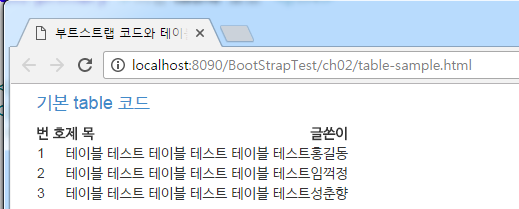 부트스트랩 코드와 테이
localhost:8090/BootStrapTest/ch02/table-sample.html
기본 table 코드
번 호제 목 글쓴이
1 테이블 테스트 테이블 테스트 테이블 테스트홍길동
2 테이블 테스트 테이블 테스트 테이블 테스트임꺽정
3 테이블 테스트 테이블 테스트 테이블 테스트성춘향